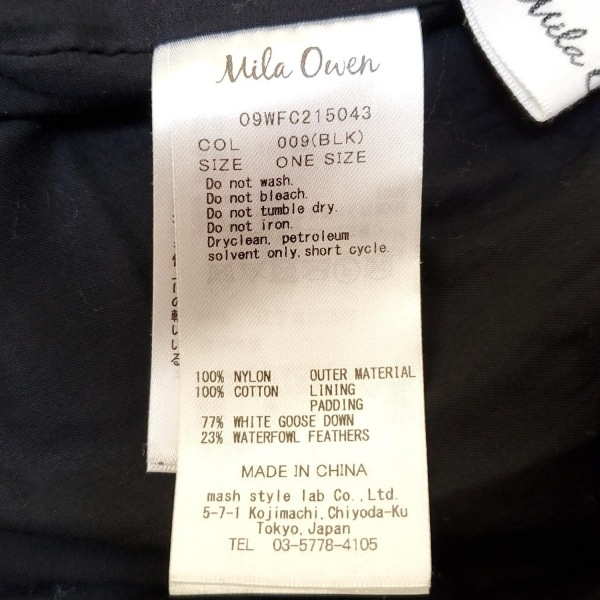 Mila Owen
09WFC215043
COL 009(BLK)
SIZE ONE SIZE
Do not wash.
Do not bleach.
Do not tumble dry.
Do not iron.
Dryclean, petroleum
solvent only, short cycle.
100% NYLON OUTER MATERIAL
100% COTTON LINING
PADDING
77% WHITE GOOSE DOWN
23% WATERFOWL FEATHERS
MADE IN CHINA
mash style lab Co., Ltd.
5-7-1 Kojimachi, Chiyoda-Ku
Tokyo, Japan
TEL 03-5778-4105
Mila